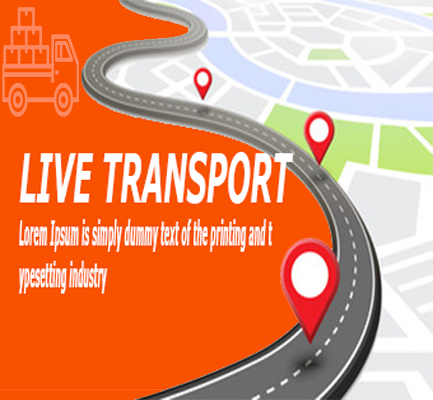 LIVE TRANSPORT
Lorem Ipsum is simply dummy text of the printing and t
ypesetting industry